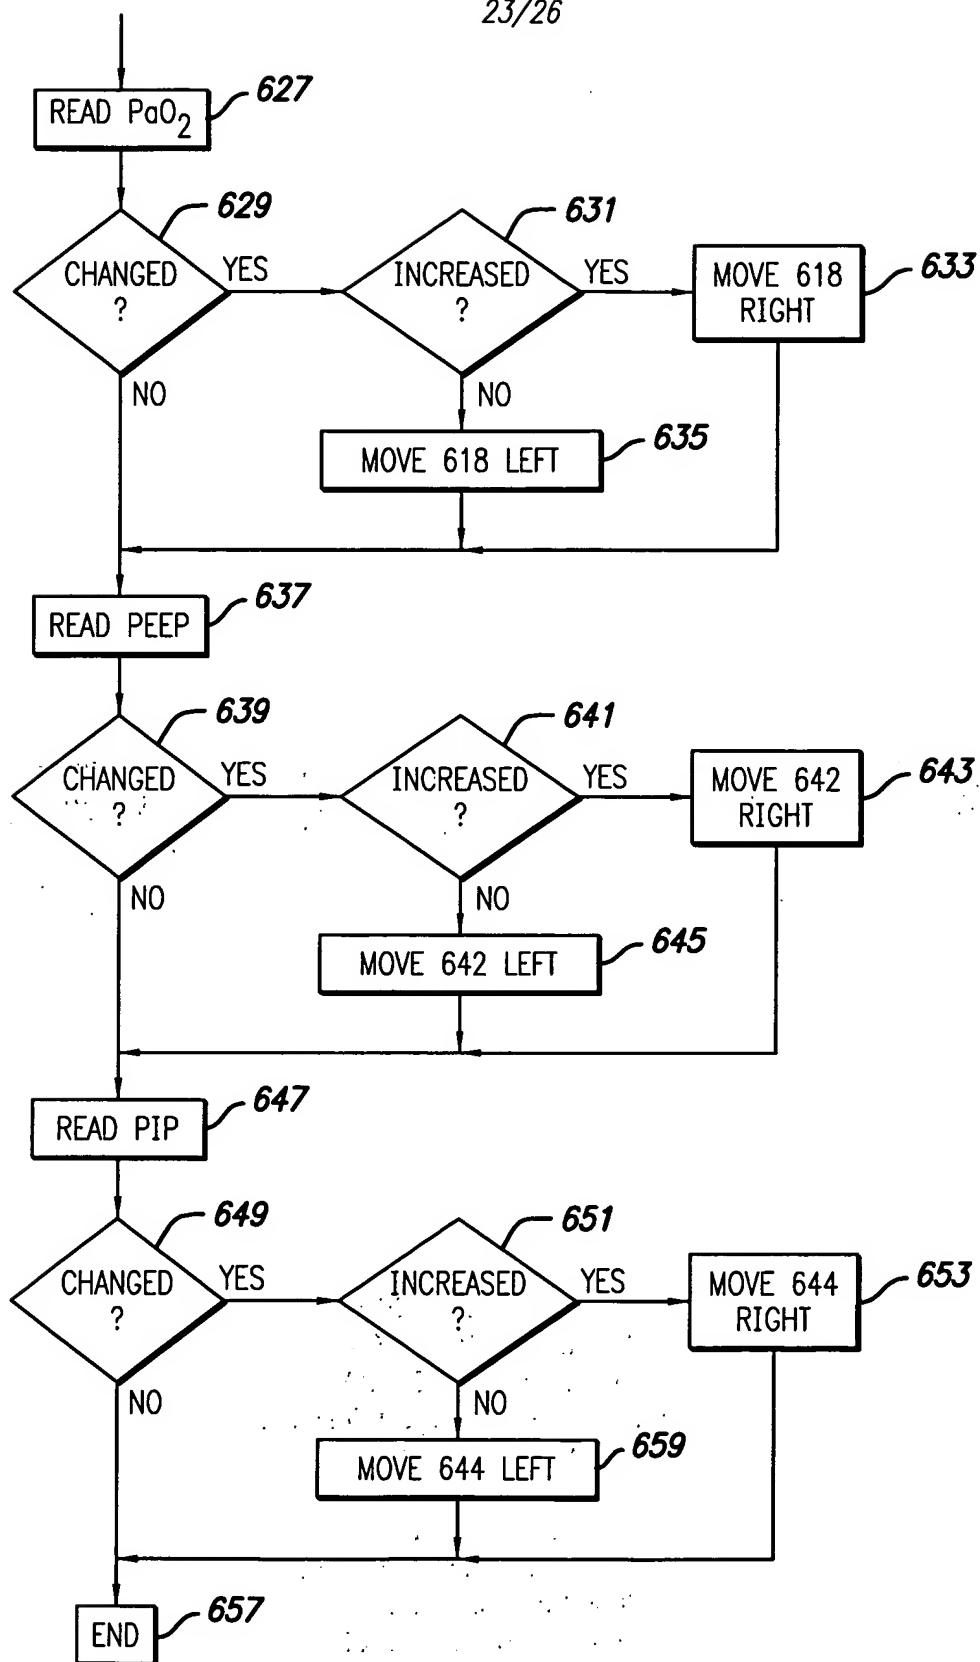 23/26
READ PaO2
627
629
631
CHANGED
?
YES
INCREASED
?
YES
MOVE 618
RIGHT
633
NO
NO
MOVE 618 LEFT
635
READ PEEP
637
639
641
CHANGED
?
YES
INCREASED
?
YES
MOVE 642
RIGHT
643
NO
NO
MOVE 642 LEFT
645
READ PIP
647
649
651
CHANGED
?
YES
INCREASED
?
YES
MOVE 644
RIGHT
653
NO
NO
MOVE 644 LEFT
659
END
657